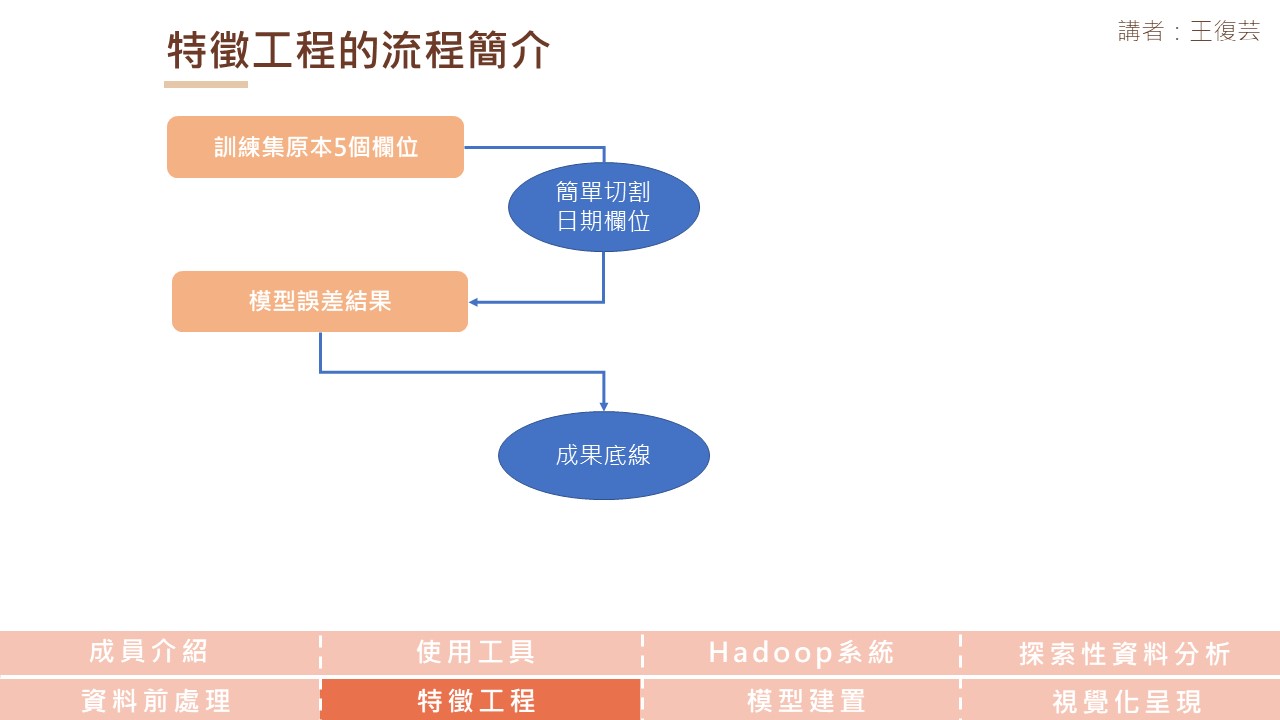 特徵工程的流程簡介
講者：王復芸
訓練集原本5個欄位
簡單切割
日期欄位
模型誤差結果
成果底線
成員介紹
使用工具
Hadoop系統
探索性資料分析
資料前處理
特徵工程
模型建置
視覺化呈現